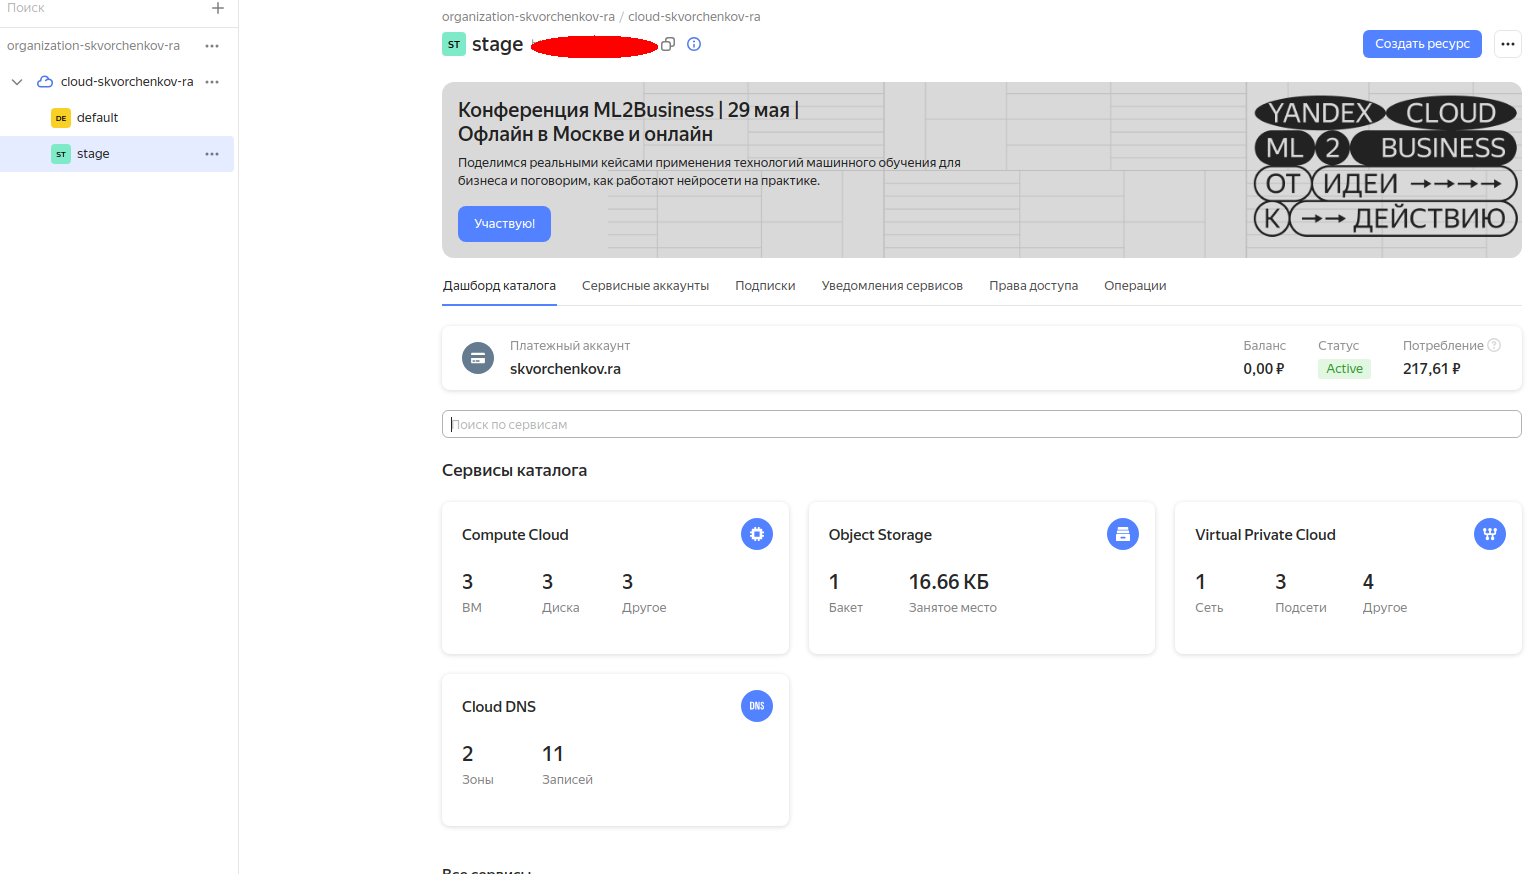 Поиск
organization-skvorchenkov-ra
cloud-skvorchenkov-ra
DE default
ST stage
organization-skvorchenkov-ra / cloud-skvorchenkov-ra
ST stage
Создать ресурс
Конференция ML2Business | 29 мая |
Офлайн в Москве и онлайн
Поделимся реальными кейсами применения технологий машинного обучения для
бизнеса и поговорим, как работают нейросети на практике.
Участвую!
YANDEX CLOUD
ML 2 BUSINESS
ОТ ИДЕИ →→→→
К →→ ДЕЙСТВИЮ
Дашборд каталога Сервисные аккаунты Подписки Уведомления сервисов Права доступа Операции
Платежный аккаунт Баланс Статус Потребление ?
skvorchenkov.ra 0,00 ₽ Active 217,61 ₽
Поиск по сервисам
Сервисы каталога
Compute Cloud
3 3 3
ВМ Диска Другое
Object Storage
1 16.66 КБ
Бакет Занятое место
Virtual Private Cloud
1 3 4
Сеть Подсети Другое
Cloud DNS DNS
2 11
Зоны Записей
Все сервисы